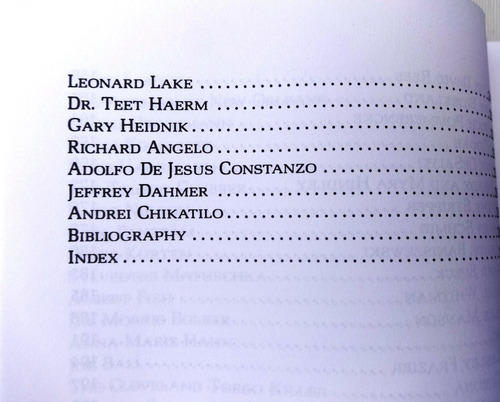 LEONARD LAKE ........................................
DR. TEET HAERM ........................................
GARY HEIDNIK ........................................
RICHARD ANGELO ........................................
ADOLFO DE JESUS CONSTANZO ........................
JEFFREY DAHMER ........................................
ANDREI CHIKATILO ........................................
BIBLIOGRAPHY ........................................
INDEX ........................................